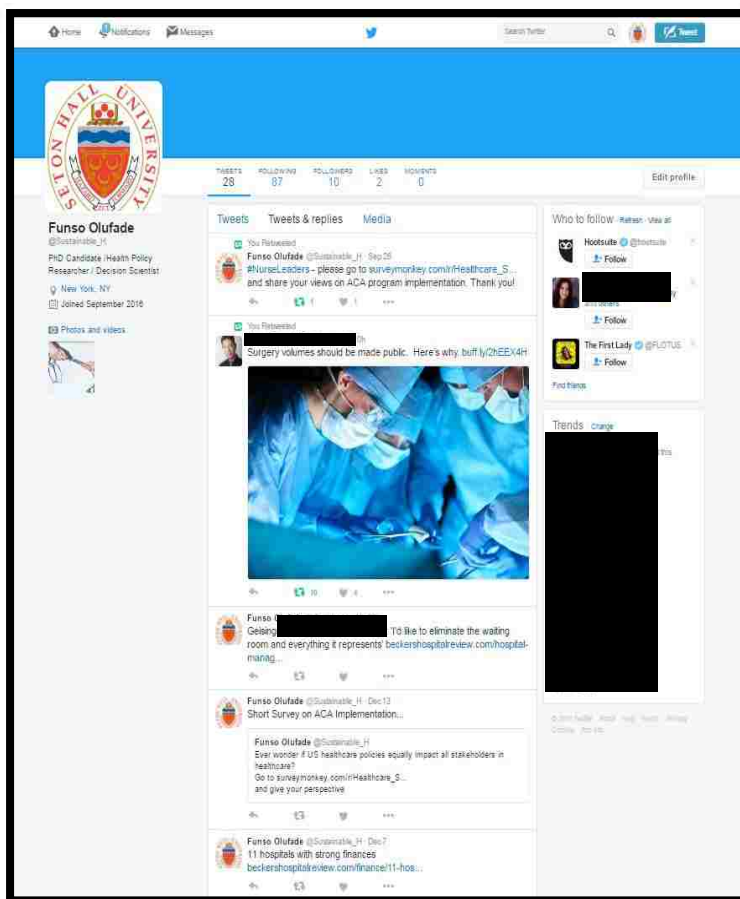 Home Notifications Messages Search Twitter Tweet
SETON HALL UNIVERSITY
TWEETS FOLLOWING FOLLOWERS LIKES MOMENTS
28 87 10 2 0
Edit profile
Funso Olufade
@Sustainable_H
PhD Candidate /Health Policy
Researcher / Decision Scientist
New York, NY
Joined September 2016
Photos and videos
Tweets Tweets & replies Media
You Retweeted
Funso Olufade @Sustainable_H · Sep 26
#NurseLeaders - please go to surveymonkey.com/r/Healthcare_S...
and share your views on ACA program implementation. Thank you!
1 1
You Retweeted
Surgery volumes should be made public. Here's why. buff.ly/2hEEX4H
10 4
Funso
Geising 'I'd like to eliminate the waiting
room and everything it represents' beckershospitalreview.com/hospital-
manag...
Funso Olufade @Sustainable_H · Dec 13
Short Survey on ACA Implementation...
Funso Olufade @Sustainable_H
Ever wonder if US healthcare policies equally impact all stakeholders in
healthcare?
Go to surveymonkey.com/r/Healthcare_S...
and give your perspective
Funso Olufade @Sustainable_H · Dec 7
11 hospitals with strong finances
beckershospitalreview.com/finance/11-hos...
Who to follow Refresh · View all
Hootsuite @hootsuite
Follow
Follow
The First Lady @FLOTUS
Follow
Find friends
Trends Change
this